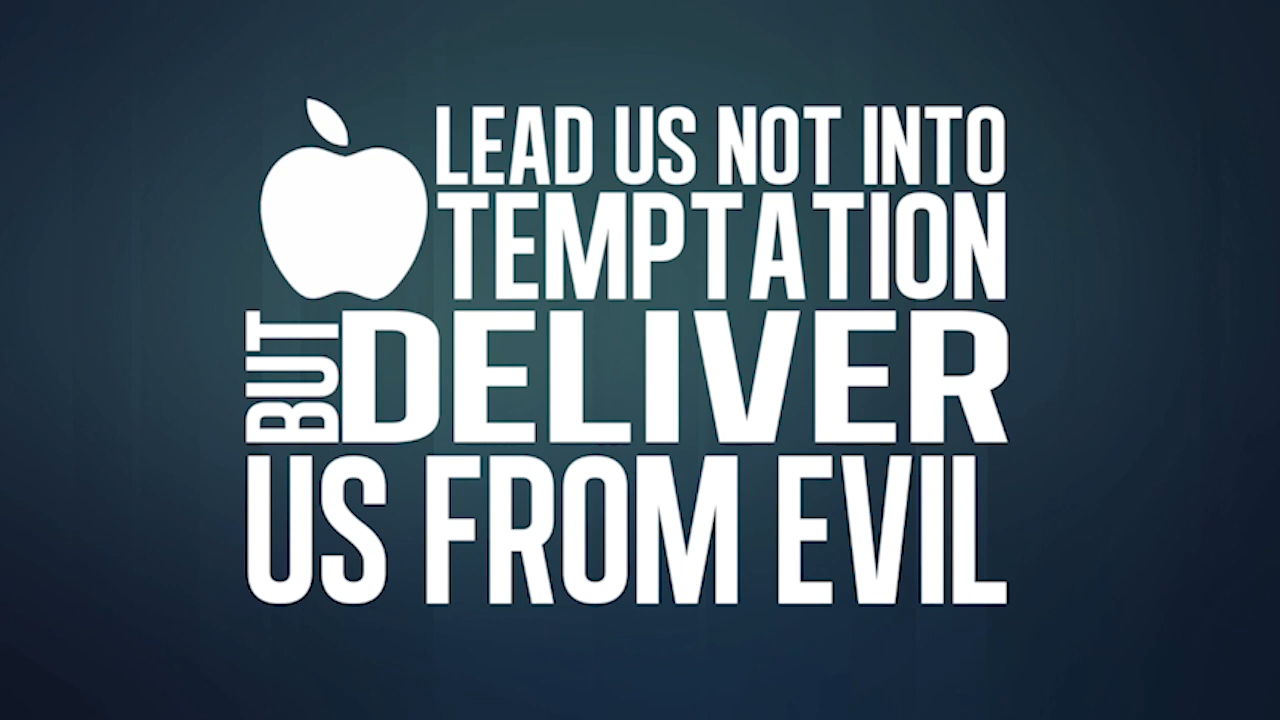 LEAD US NOT INTO
TEMPTATION
BUT DELIVER
US FROM EVIL